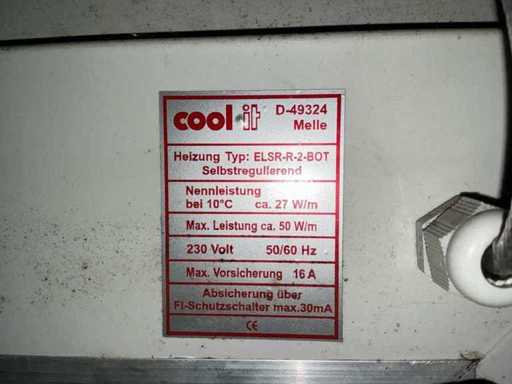 cool it D-49324
Melle
Heizung Typ: ELSR-R-2-BOT
Selbstregulierend
Nennleistung
bei 10°C ca. 27 W/m
Max. Leistung ca. 50 W/m
230 Volt 50/60 Hz
Max. Vorsicherung 16 A
Absicherung über
FI-Schutzschalter max.30mA
CE